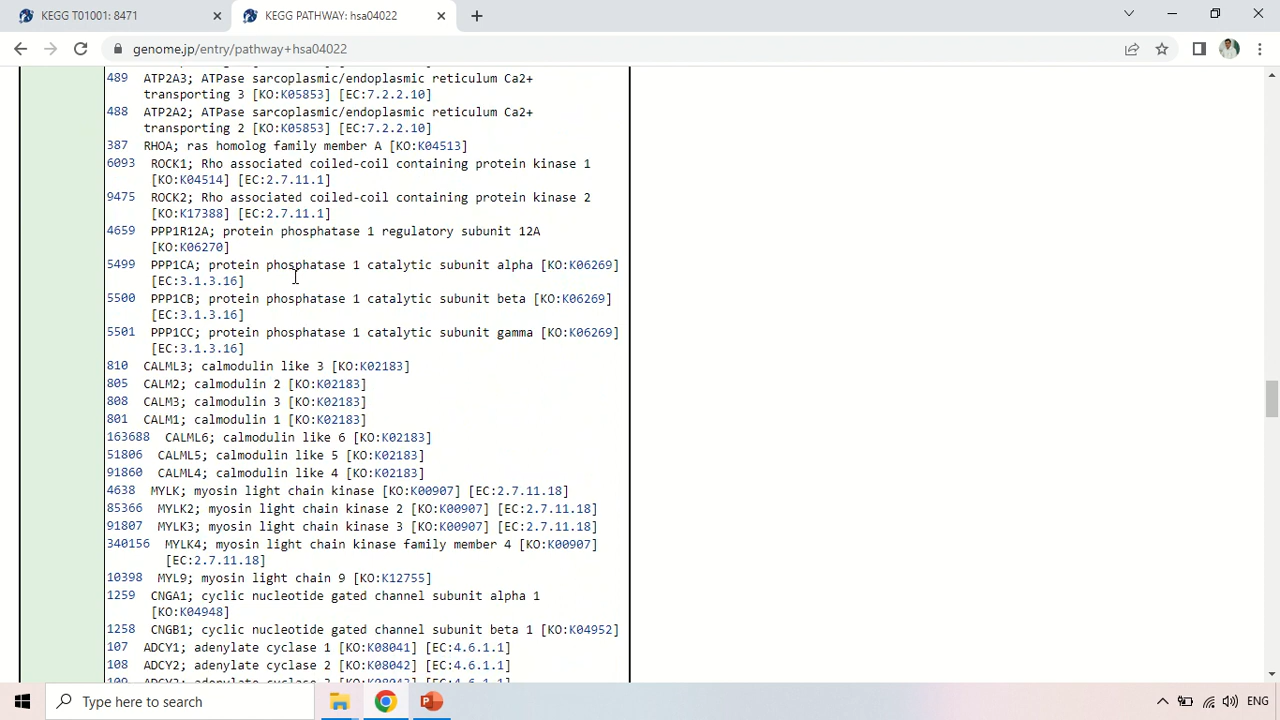 KEGG T01001: 8471
KEGG PATHWAY: hsa04022
genome.jp/entry/pathway+hsa04022
489 ATP2A3; ATPase sarcoplasmic/endoplasmic reticulum Ca2+
transporting 3 [KO:K05853] [EC:7.2.2.10]
488 ATP2A2; ATPase sarcoplasmic/endoplasmic reticulum Ca2+
transporting 2 [KO:K05853] [EC:7.2.2.10]
387 RHOA; ras homolog family member A [KO:K04513]
6093 ROCK1; Rho associated coiled-coil containing protein kinase 1
[KO:K04514] [EC:2.7.11.1]
9475 ROCK2; Rho associated coiled-coil containing protein kinase 2
[KO:K17388] [EC:2.7.11.1]
4659 PPP1R12A; protein phosphatase 1 regulatory subunit 12A
[KO:K06270]
5499 PPP1CA; protein phosphatase 1 catalytic subunit alpha [KO:K06269]
[EC:3.1.3.16]
5500 PPP1CB; protein phosphatase 1 catalytic subunit beta [KO:K06269]
[EC:3.1.3.16]
5501 PPP1CC; protein phosphatase 1 catalytic subunit gamma [KO:K06269]
[EC:3.1.3.16]
810 CALML3; calmodulin like 3 [KO:K02183]
805 CALM2; calmodulin 2 [KO:K02183]
808 CALM3; calmodulin 3 [KO:K02183]
801 CALM1; calmodulin 1 [KO:K02183]
163688 CALML6; calmodulin like 6 [KO:K02183]
51806 CALML5; calmodulin like 5 [KO:K02183]
91860 CALML4; calmodulin like 4 [KO:K02183]
4638 MYLK; myosin light chain kinase [KO:K00907] [EC:2.7.11.18]
85366 MYLK2; myosin light chain kinase 2 [KO:K00907] [EC:2.7.11.18]
91807 MYLK3; myosin light chain kinase 3 [KO:K00907] [EC:2.7.11.18]
340156 MYLK4; myosin light chain kinase family member 4 [KO:K00907]
[EC:2.7.11.18]
10398 MYL9; myosin light chain 9 [KO:K12755]
1259 CNGA1; cyclic nucleotide gated channel subunit alpha 1
[KO:K04948]
1258 CNGB1; cyclic nucleotide gated channel subunit beta 1 [KO:K04952]
107 ADCY1; adenylate cyclase 1 [KO:K08041] [EC:4.6.1.1]
108 ADCY2; adenylate cyclase 2 [KO:K08042] [EC:4.6.1.1]
Type here to search
ENG